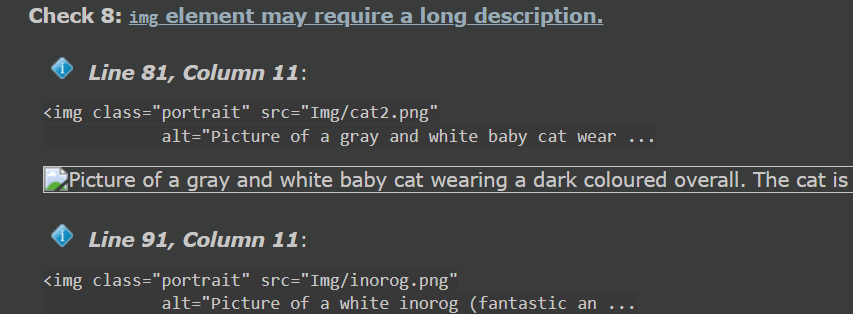 Check 8: img element may require a long description.
Line 81, Column 11:
<img class="portrait" src="Img/cat2.png"
alt="Picture of a gray and white baby cat wear ...
Picture of a gray and white baby cat wearing a dark coloured overall. The cat is
Line 91, Column 11:
<img class="portrait" src="Img/inorog.png"
alt="Picture of a white inorog (fantastic an ...